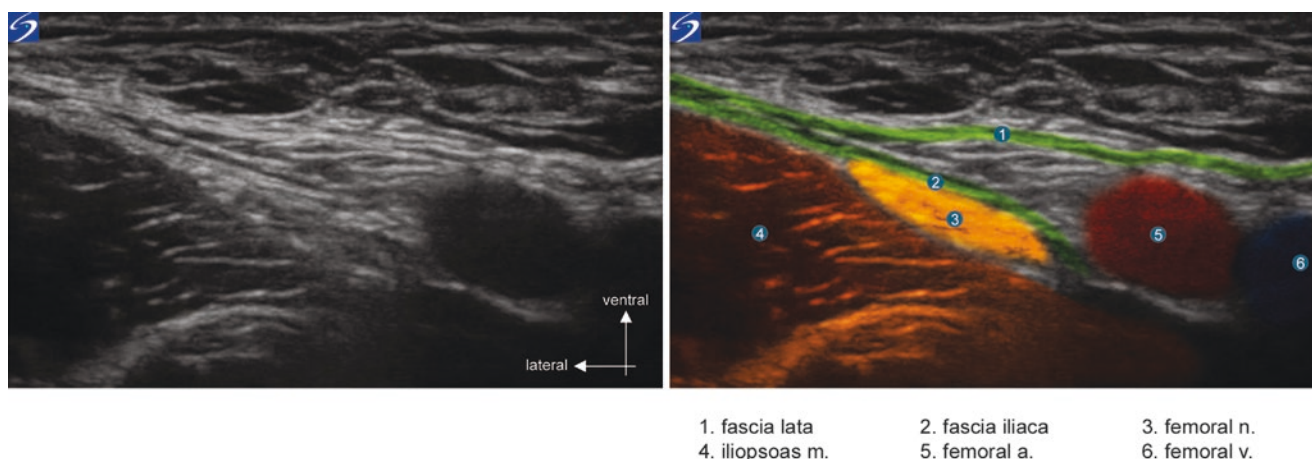 ventral
lateral
1
2
3
4
5
6
1. fascia lata 2. fascia iliaca 3. femoral n.
4. iliopsoas m. 5. femoral a. 6. femoral v.